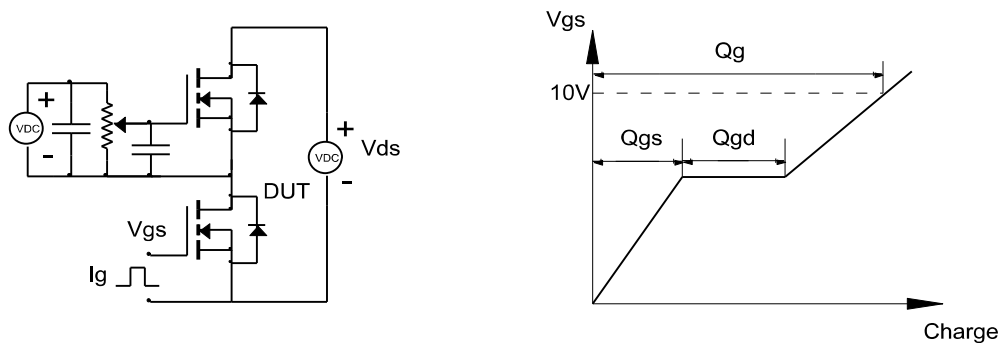 +
VDC
-
+
VDC
-
Vds
DUT
Vgs
Ig
Vgs
Qg
10V
Qgs
Qgd
Charge